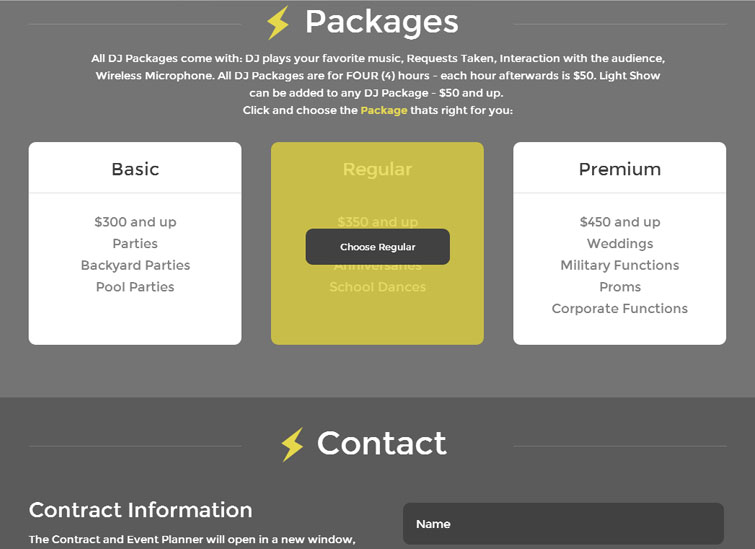 Packages
All DJ Packages come with: DJ plays your favorite music, Requests Taken, Interaction with the audience,
Wireless Microphone. All DJ Packages are for FOUR (4) hours - each hour afterwards is $50. Light Show
can be added to any DJ Package - $50 and up.
Click and choose the Package thats right for you:
Basic
$300 and up
Parties
Backyard Parties
Pool Parties
Regular
$350 and up
Choose Regular
Anniversaries
School Dances
Premium
$450 and up
Weddings
Military Functions
Proms
Corporate Functions
Contact
Contract Information
The Contract and Event Planner will open in a new window,
Name